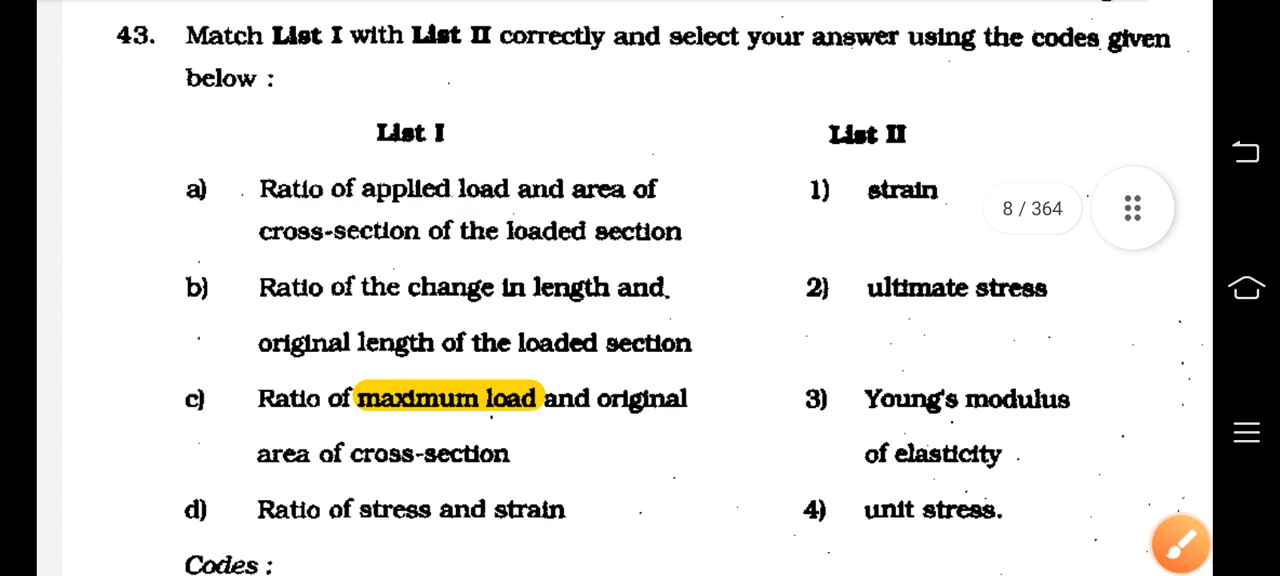 43. Match List I with List II correctly and select your answer using the codes given
below :
List I List II
a) Ratio of applied load and area of 1) strain
8 / 364
cross-section of the loaded section
b) Ratio of the change in length and 2) ultimate stress
original length of the loaded section
c) Ratio of maximum load and original 3) Young's modulus
area of cross-section of elasticity
d) Ratio of stress and strain 4) unit stress.
Codes :